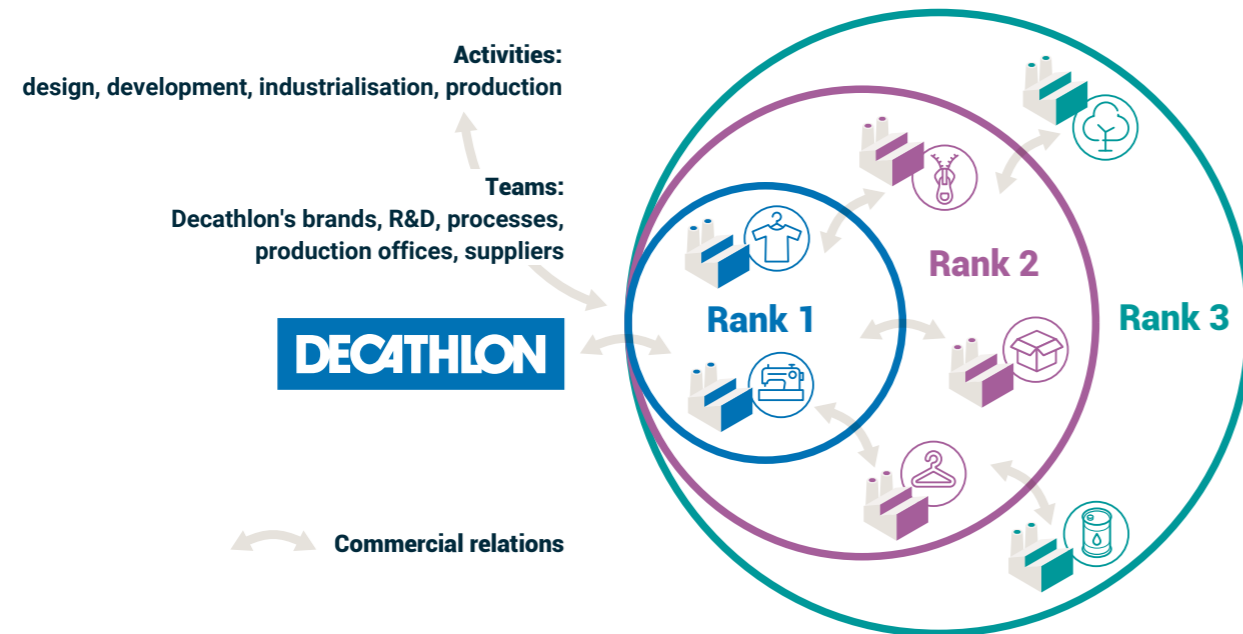 Activities:
design, development, industrialisation, production
Teams:
Decathlon's brands, R&D, processes,
production offices, suppliers
DECATHLON
Commercial relations
Rank 1
Rank 2
Rank 3